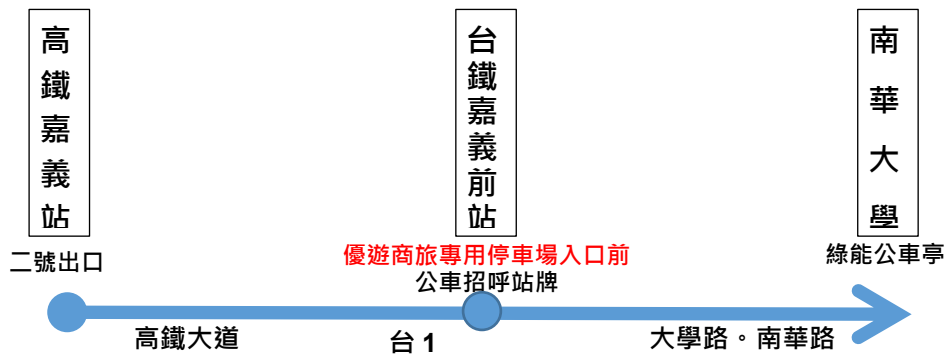 高鐵嘉義站
台鐵嘉義前站
南華大學
二號出口
優遊商旅專用停車場入口前
公車招呼站牌
綠能公車亭
高鐵大道
台 1
大學路。南華路